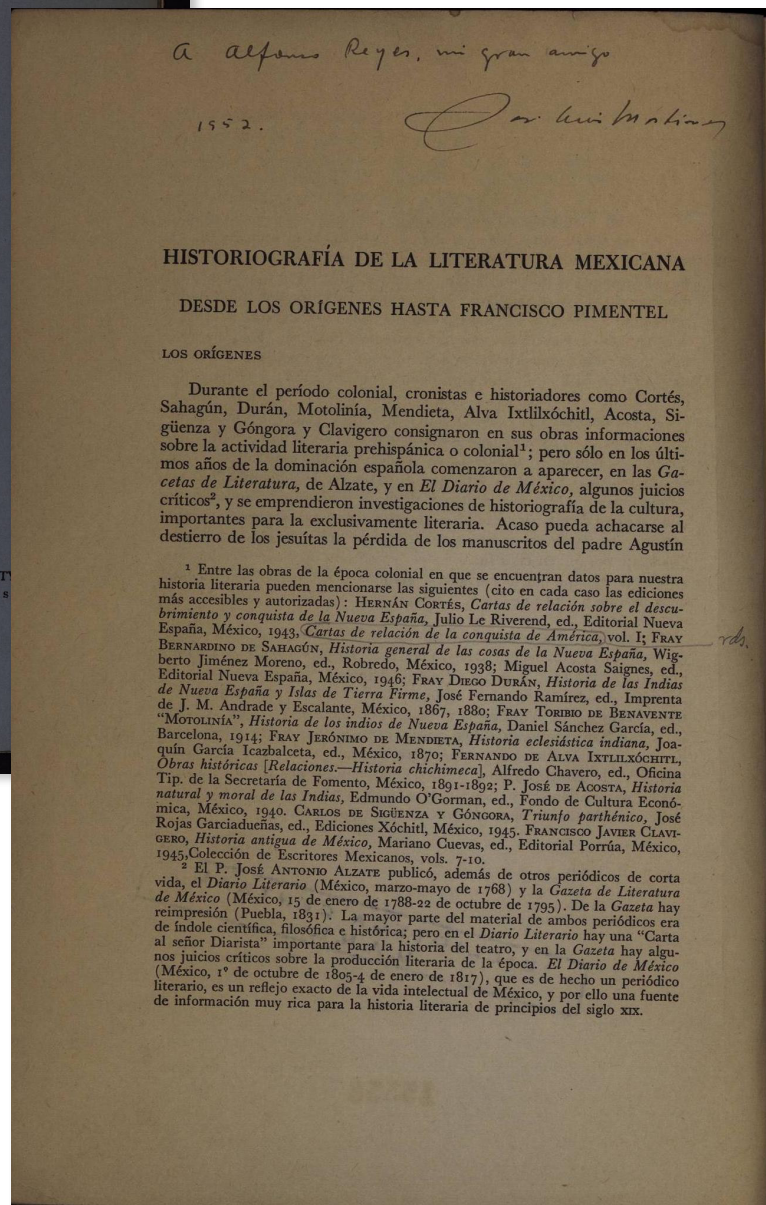 A Alfonso Reyes, mi gran amigo
1952.
José Luis Martínez
HISTORIOGRAFÍA DE LA LITERATURA MEXICANA
DESDE LOS ORÍGENES HASTA FRANCISCO PIMENTEL
LOS ORÍGENES
Durante el período colonial, cronistas e historiadores como Cortés,
Sahagún, Durán, Motolinía, Mendieta, Alva Ixtlilxóchitl, Acosta, Si-
güenza y Góngora y Clavigero consignaron en sus obras informaciones
sobre la actividad literaria prehispánica o colonial¹; pero sólo en los últi-
mos años de la dominación española comenzaron a aparecer, en las Ga-
cetas de Literatura, de Alzate, y en El Diario de México, algunos juicios
críticos², y se emprendieron investigaciones de historiografía de la cultura,
importantes para la exclusivamente literaria. Acaso pueda achacarse al
destierro de los jesuítas la pérdida de los manuscritos del padre Agustín
¹ Entre las obras de la época colonial en que se encuentran datos para nuestra
historia literaria pueden mencionarse las siguientes (cito en cada caso las ediciones
más accesibles y autorizadas): HERNÁN CORTÉS, Cartas de relación sobre el descu-
brimiento y conquista de la Nueva España, Julio Le Riverend, ed., Editorial Nueva
España, México, 1943, Cartas de relación de la conquista de América, vol. I; FRAY
BERNARDINO DE SAHAGÚN, Historia general de las cosas de la Nueva España, Wig-
berto Jiménez Moreno, ed., Robredo, México, 1938; Miguel Acosta Saignes, ed.,
Editorial Nueva España, México, 1946; FRAY DIEGO DURÁN, Historia de las Indias
de Nueva España y Islas de Tierra Firme, José Fernando Ramírez, ed., Imprenta
de J. M. Andrade y Escalante, México, 1867, 1880; FRAY TORIBIO DE BENAVENTE
"MOTOLINÍA", Historia de los indios de Nueva España, Daniel Sánchez García, ed.,
Barcelona, 1914; FRAY JERÓNIMO DE MENDIETA, Historia eclesiástica indiana, Joa-
quín García Icazbalceta, ed., México, 1870; FERNANDO DE ALVA IXTLILXÓCHITL,
Obras históricas [Relaciones.—Historia chichimeca], Alfredo Chavero, ed., Oficina
Tip. de la Secretaría de Fomento, México, 1891-1892; P. JOSÉ DE ACOSTA, Historia
natural y moral de las Indias, Edmundo O'Gorman, ed., Fondo de Cultura Econó-
mica, México, 1940. CARLOS DE SIGÜENZA Y GÓNGORA, Triunfo parthénico, José
Rojas Garcidueñas, ed., Ediciones Xóchitl, México, 1945. FRANCISCO JAVIER CLAVI-
GERO, Historia antigua de México, Mariano Cuevas, ed., Editorial Porrúa, México,
1945,Colección de Escritores Mexicanos, vols. 7-10.
² El P. JOSÉ ANTONIO ALZATE publicó, además de otros periódicos de corta
vida, el Diario Literario (México, marzo-mayo de 1768) y la Gazeta de Literatura
de México (México, 15 de enero de 1788-22 de octubre de 1795). De la Gazeta hay
reimpresión (Puebla, 1831). La mayor parte del material de ambos periódicos era
de índole científica, filosófica e histórica; pero en el Diario Literario hay una "Carta
al señor Diarista" importante para la historia del teatro, y en la Gazeta hay algu-
nos juicios críticos sobre la producción literaria de la época. El Diario de México
(México, 1º de octubre de 1805-4 de enero de 1817), que es de hecho un periódico
literario, es un reflejo exacto de la vida intelectual de México, y por ello una fuente
de información muy rica para la historia literaria de principios del siglo XIX.